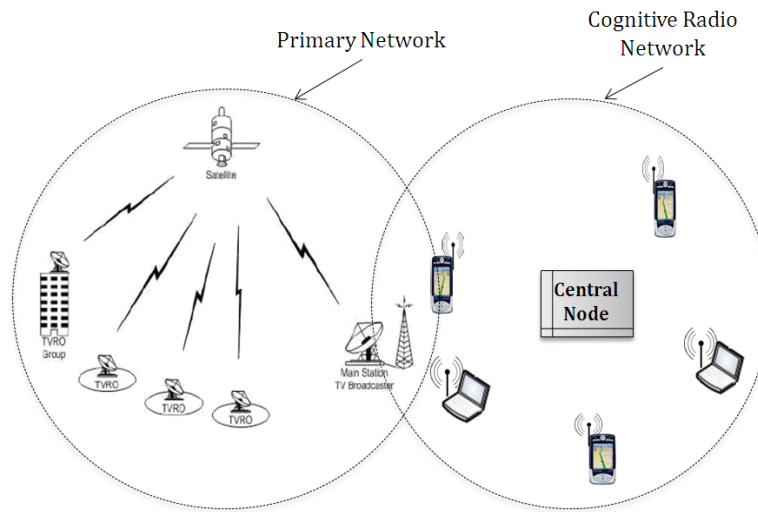 Primary Network
Cognitive Radio
Network
Satellite
TVRO
Group
TVRO
TVRO
TVRO
Main Station
TV Broadcaster
Central
Node